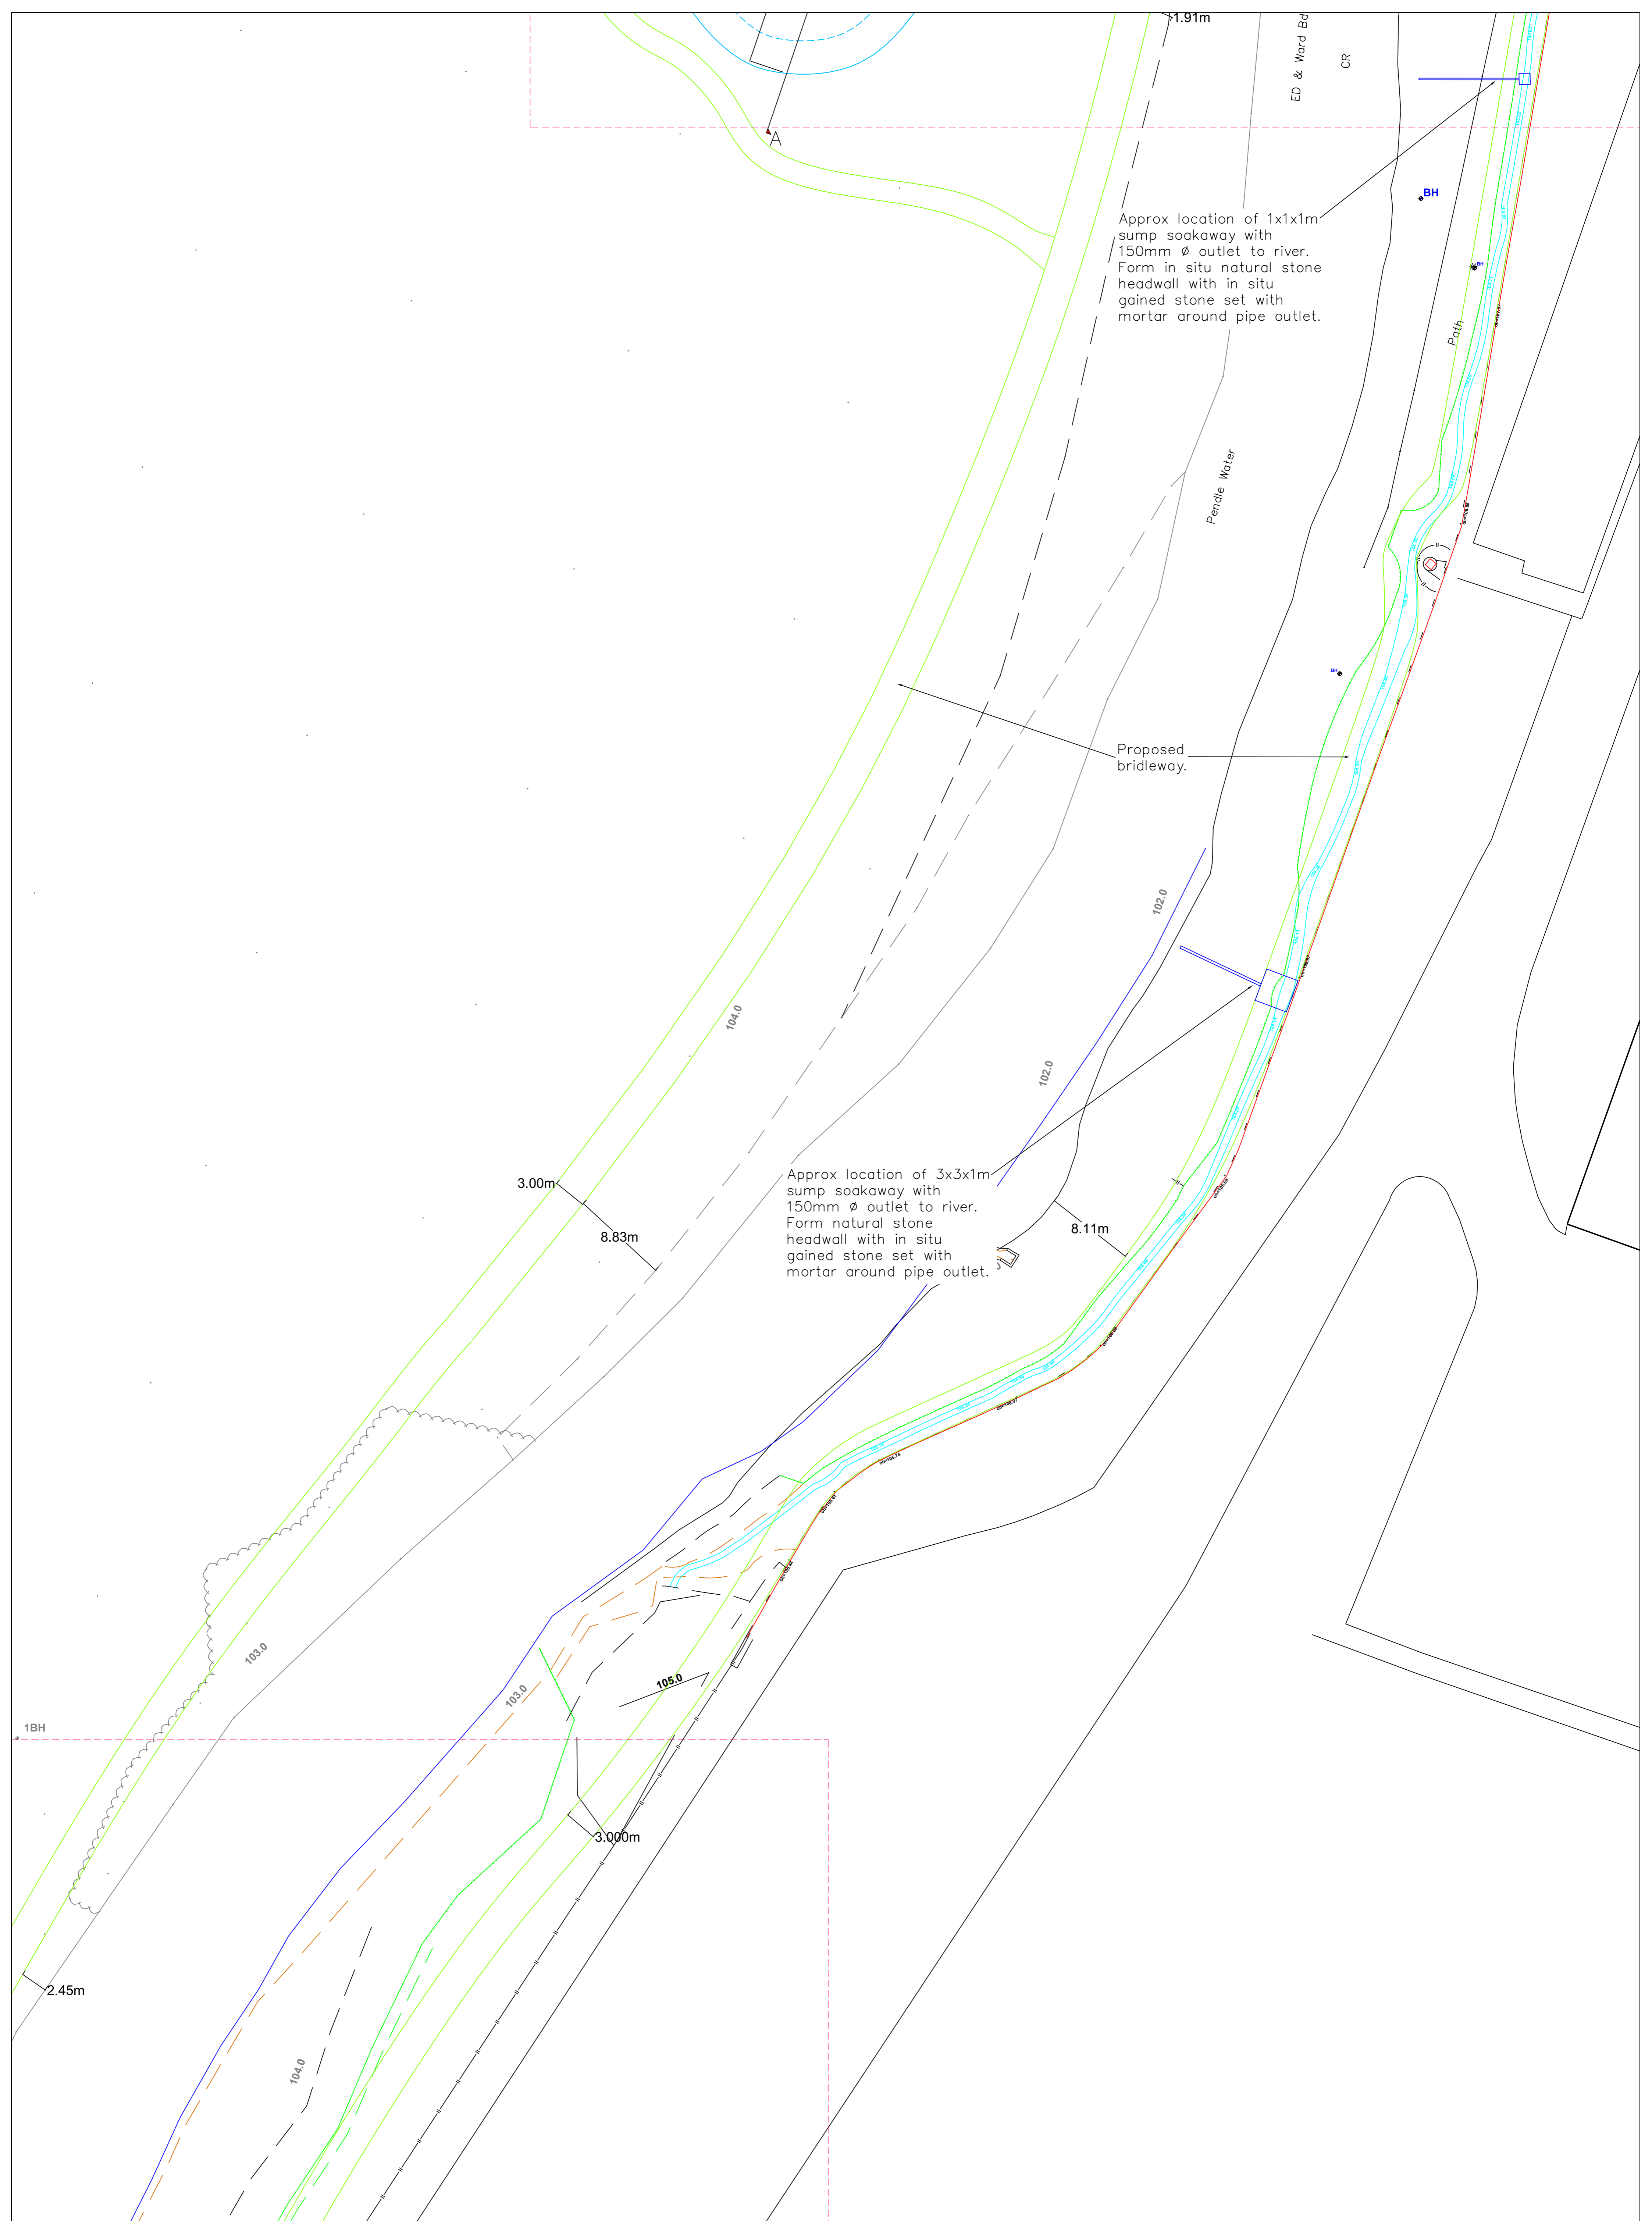 1.91m
ED & Ward Bd
CR
A
BH
Approx location of 1x1x1m
sump soakaway with
150mm ø outlet to river.
Form in situ natural stone
headwall with in situ
gained stone set with
mortar around pipe outlet.
BH
Path
Pendle Water
BH
Proposed
bridleway.
102.0
104.0
102.0
Approx location of 3x3x1m
sump soakaway with
150mm ø outlet to river.
Form natural stone
headwall with in situ
gained stone set with
mortar around pipe outlet.
3.00m
8.83m
8.11m
103.0
105.0
103.0
1BH
3.000m
2.45m
104.0